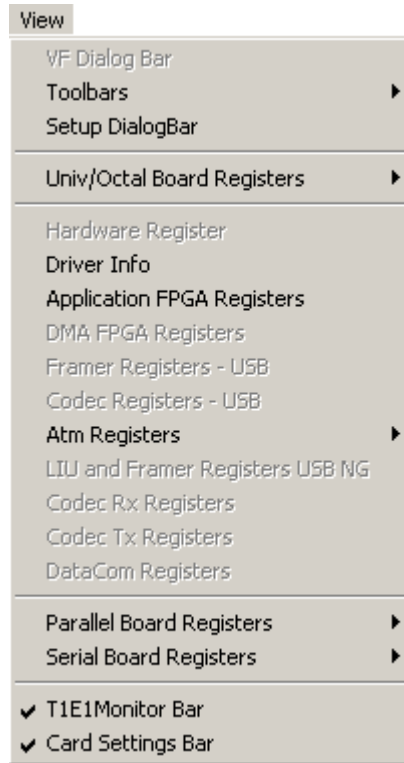 View
VF Dialog Bar
Toolbars
Setup DialogBar
Univ/Octal Board Registers
Hardware Register
Driver Info
Application FPGA Registers
DMA FPGA Registers
Framer Registers - USB
Codec Registers - USB
Atm Registers
LIU and Framer Registers USB NG
Codec Rx Registers
Codec Tx Registers
DataCom Registers
Parallel Board Registers
Serial Board Registers
T1E1Monitor Bar
Card Settings Bar